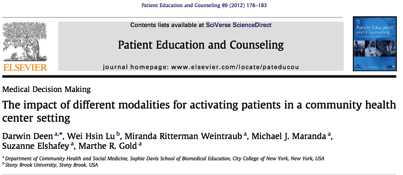 Patient Education and Counseling 89 (2012) 178–183
Contents lists available at SciVerse ScienceDirect
Patient Education and Counseling
journal homepage: www.elsevier.com/locate/pateducou
ELSEVIER
Medical Decision Making
The impact of different modalities for activating patients in a community health
center setting
Darwin Deen a,*, Wei Hsin Lu b, Miranda Ritterman Weintraub a, Michael J. Maranda a,
Suzanne Elshafey a, Marthe R. Gold a
a Department of Community Health and Social Medicine, Sophie Davis School of Biomedical Education, City College of New York, New York, USA
b Stony Brook University, Stony Brook, USA